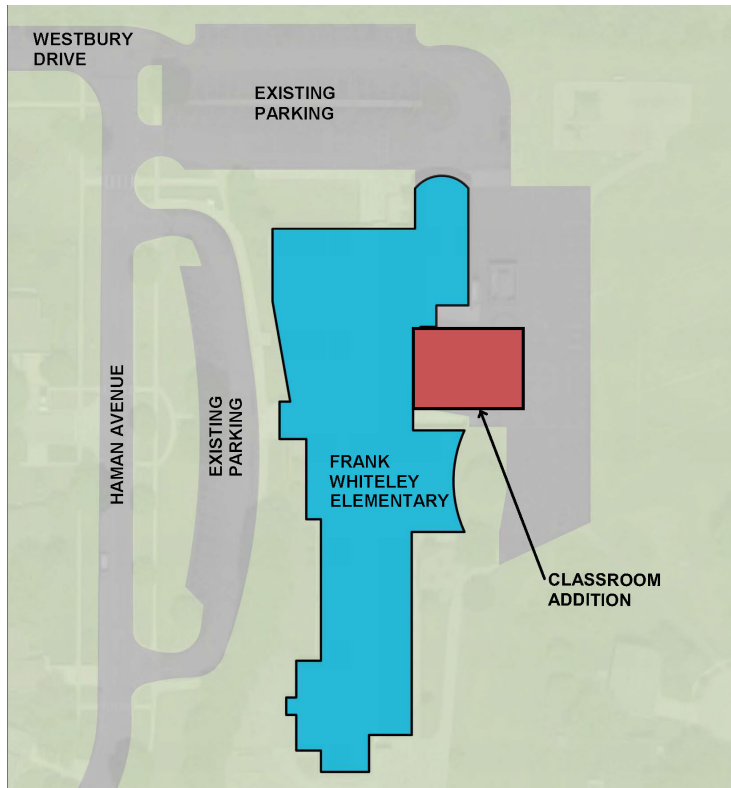 WESTBURY
DRIVE
EXISTING
PARKING
HAMAN AVENUE
EXISTING
PARKING
FRANK
WHITELEY
ELEMENTARY
CLASSROOM
ADDITION